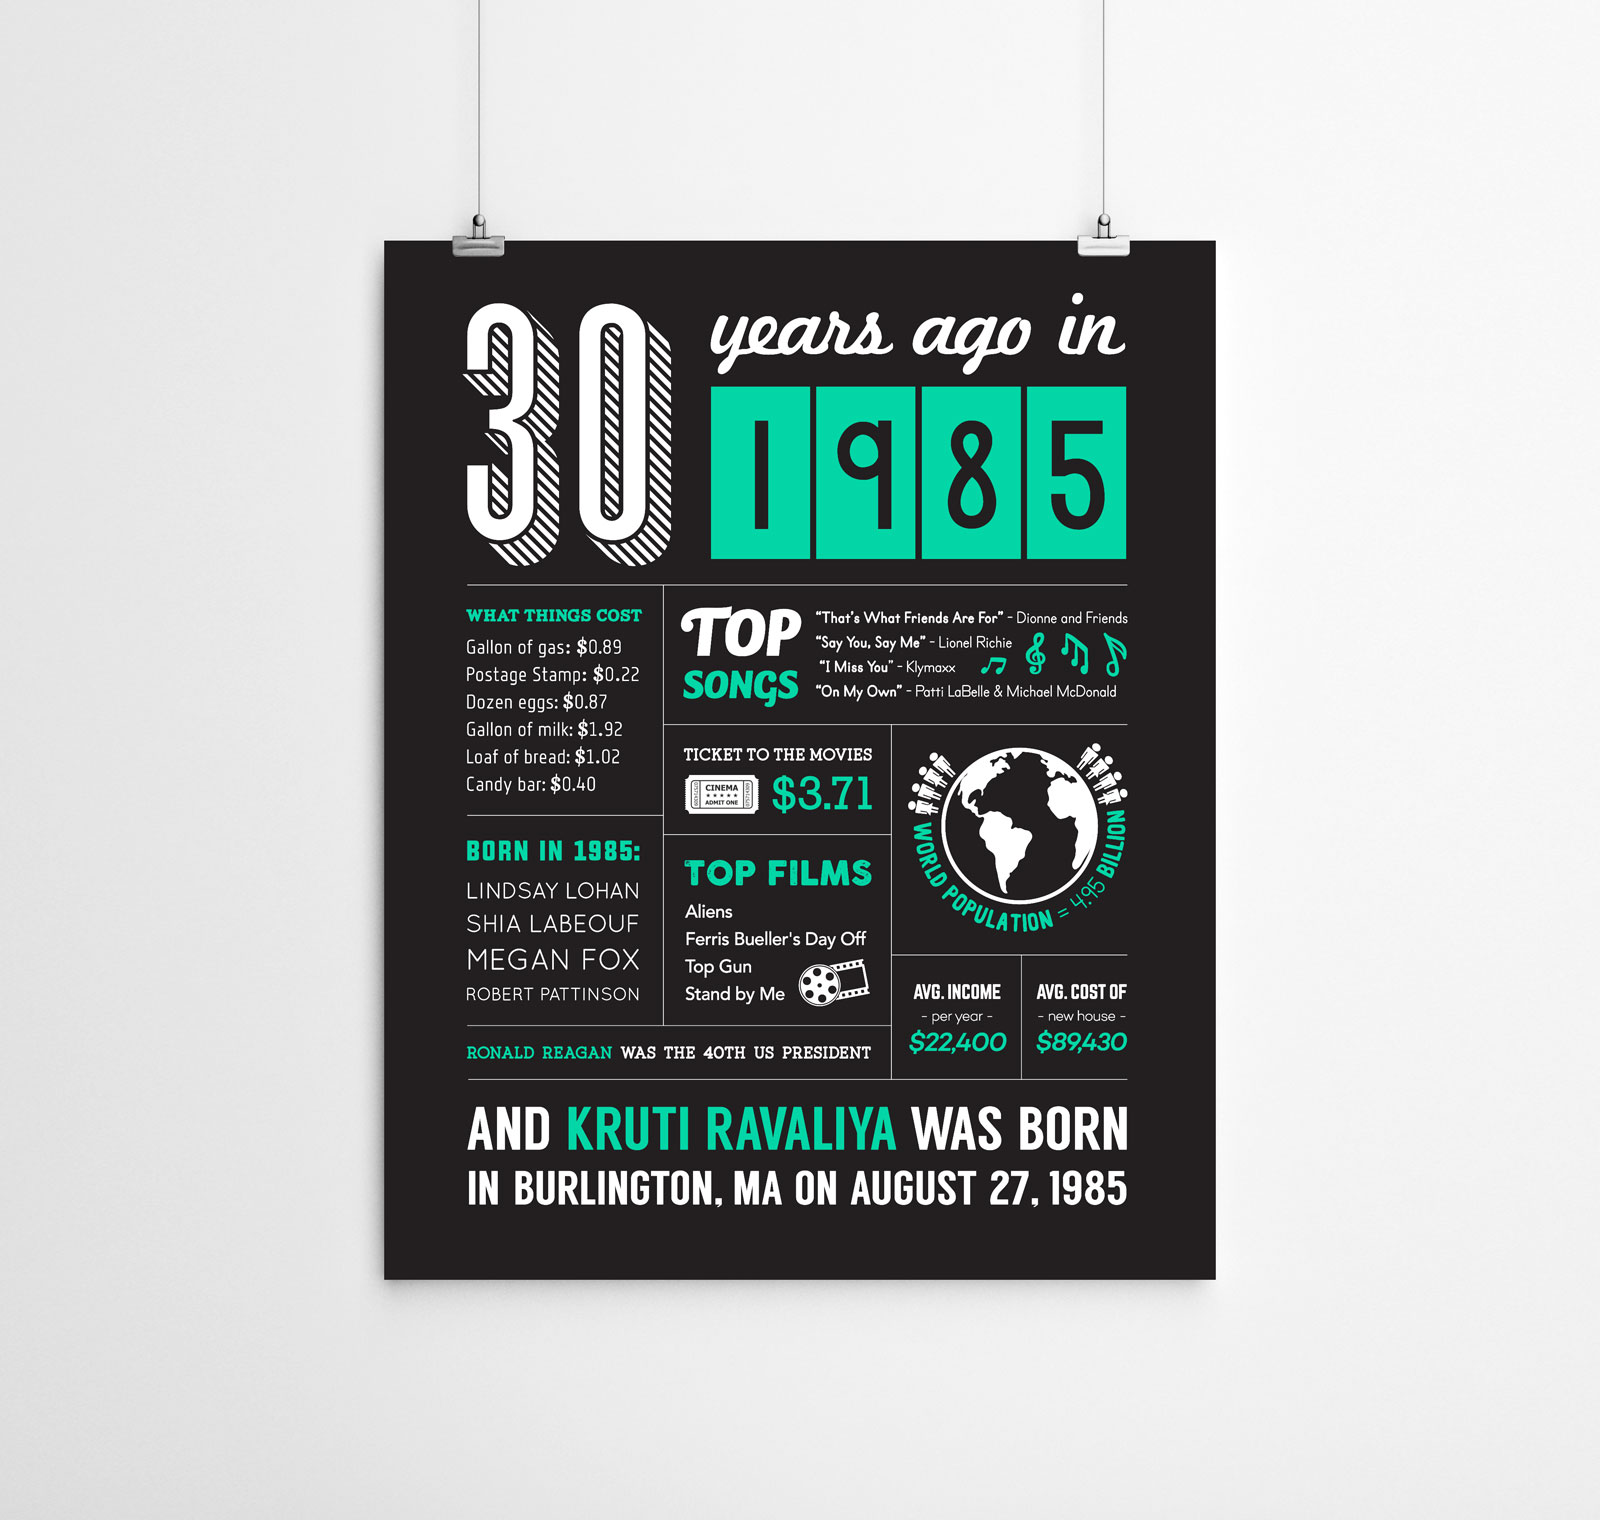 30 years ago in
1985
WHAT THINGS COST
Gallon of gas: $0.89
Postage Stamp: $0.22
Dozen eggs: $0.87
Gallon of milk: $1.92
Loaf of bread: $1.02
Candy bar: $0.40
TOP
SONGS
“That's What Friends Are For” - Dionne and Friends
“Say You, Say Me” - Lionel Richie
“I Miss You” - Klymaxx
“On My Own” - Patti LaBelle & Michael McDonald
TICKET TO THE MOVIES
CINEMA
★★★★★
ADMIT ONE
$3.71
WORLD POPULATION = 4.95 BILLION
BORN IN 1985:
LINDSAY LOHAN
SHIA LABEOUF
MEGAN FOX
ROBERT PATTINSON
TOP FILMS
Aliens
Ferris Bueller's Day Off
Top Gun
Stand by Me
AVG. INCOME
- per year -
$22,400
AVG. COST OF
- new house -
$89,430
RONALD REAGAN WAS THE 40TH US PRESIDENT
AND KRUTI RAVALIYA WAS BORN
IN BURLINGTON, MA ON AUGUST 27, 1985